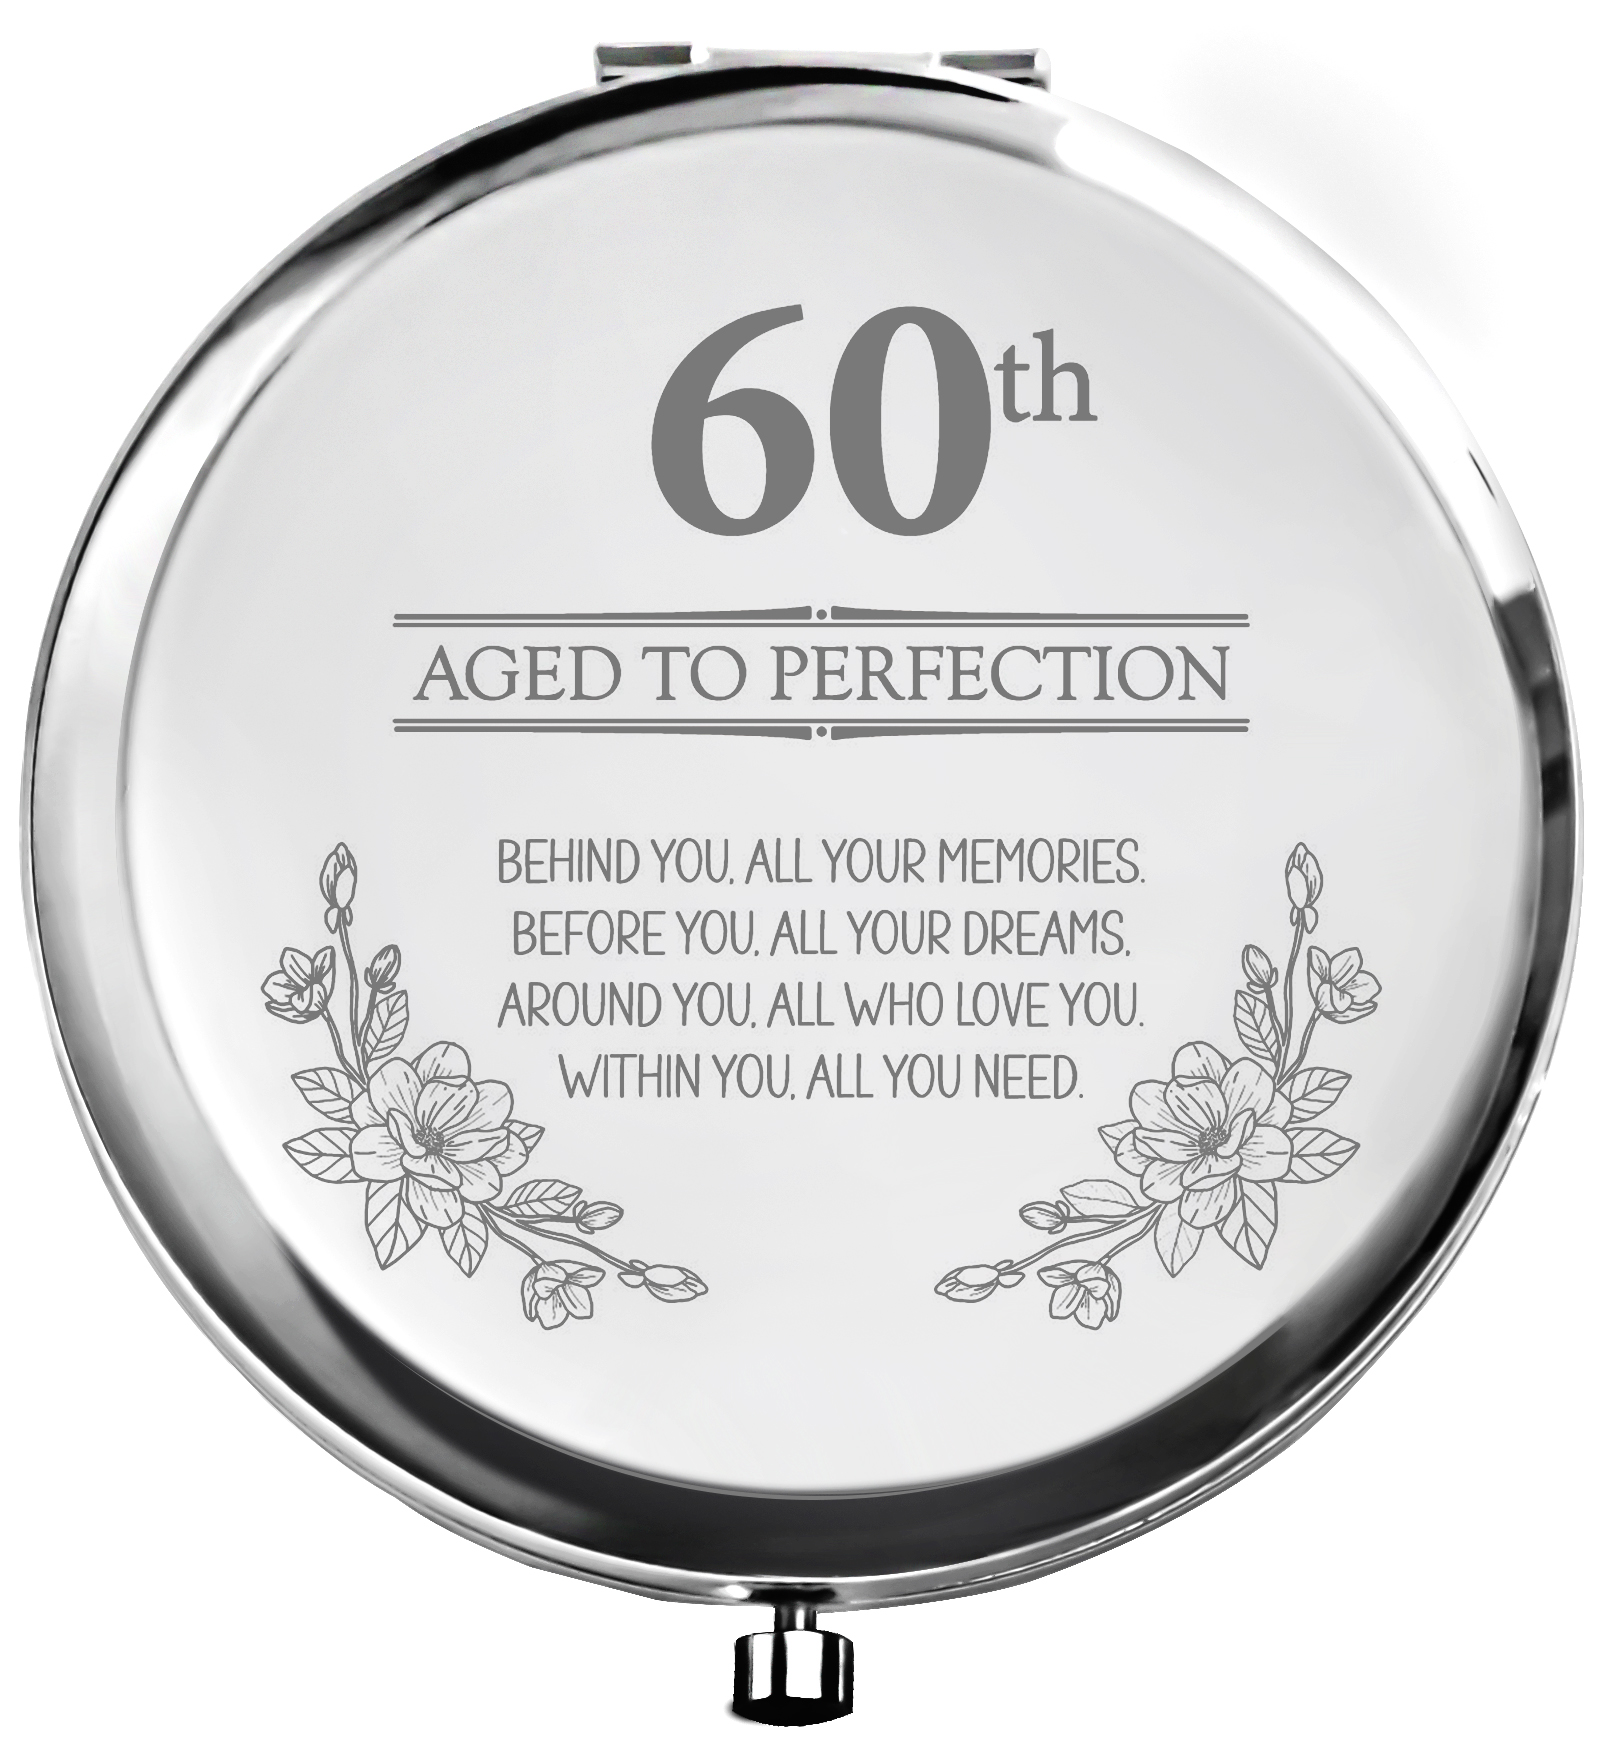 60th
AGED TO PERFECTION
BEHIND YOU, ALL YOUR MEMORIES.
BEFORE YOU, ALL YOUR DREAMS.
AROUND YOU, ALL WHO LOVE YOU.
WITHIN YOU, ALL YOU NEED.